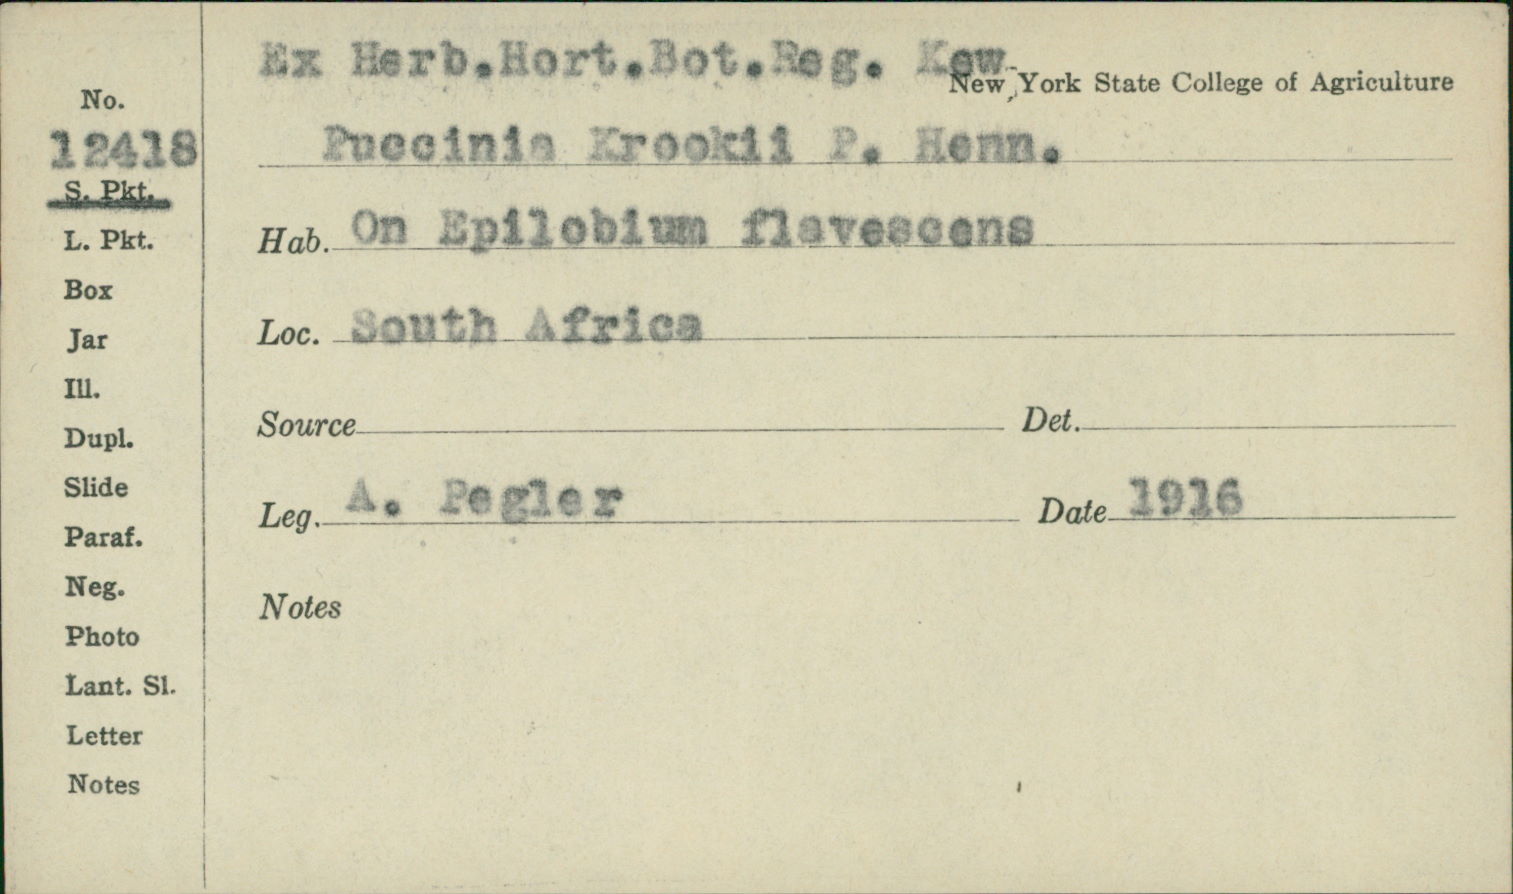 Ex Herb.Hort.Bot.Reg. Kew
New York State College of Agriculture
No.
12418
S. Pkt.
L. Pkt.
Box
Jar
Ill.
Dupl.
Slide
Paraf.
Neg.
Photo
Lant. Sl.
Letter
Notes
Puccinia Krookii P. Henn.
Hab. On Epilobium flavescens
Loc. South Africa
Source Det.
Leg. A. Pegler Date 1916
Notes